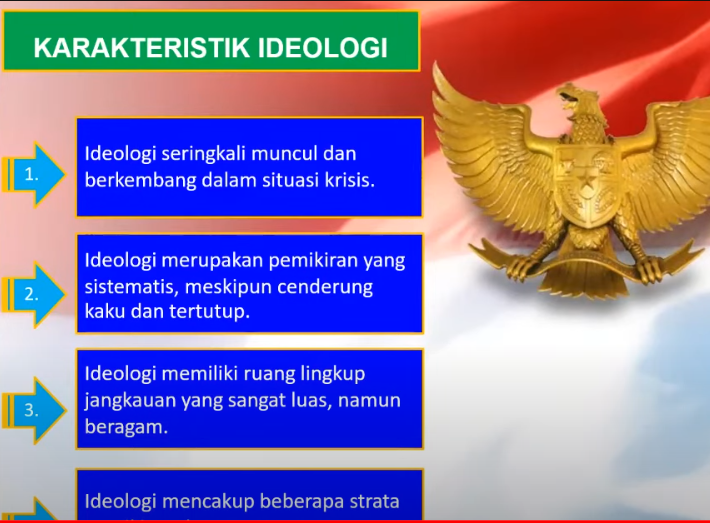 KARAKTERISTIK IDEOLOGI
1.
Ideologi seringkali muncul dan
berkembang dalam situasi krisis.
2.
Ideologi merupakan pemikiran yang
sistematis, meskipun cenderung
kaku dan tertutup.
3.
Ideologi memiliki ruang lingkup
jangkauan yang sangat luas, namun
beragam.
Ideologi mencakup beberapa strata